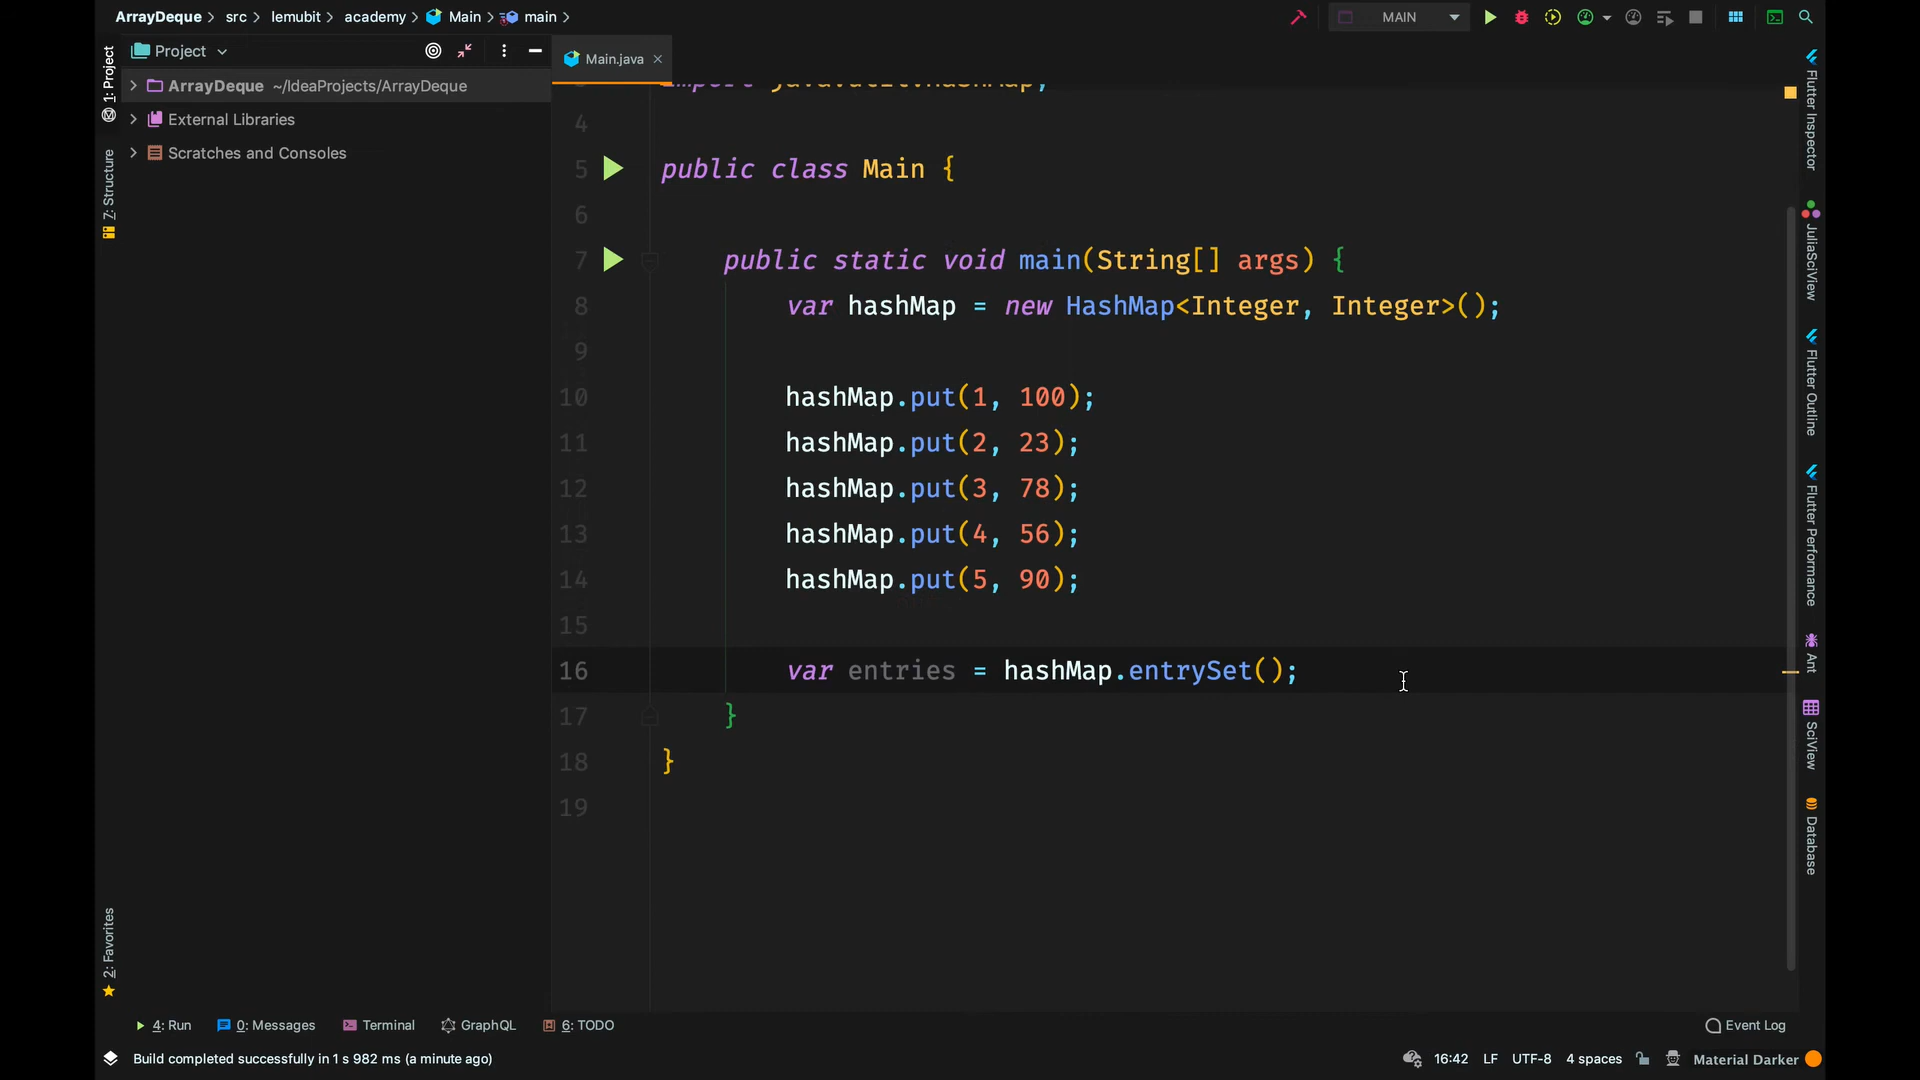 ArrayDeque src lemubit academy Main main
MAIN
1: Project
Project
Main.java
ArrayDeque ~/IdeaProjects/ArrayDeque
External Libraries
Scratches and Consoles
7: Structure
2: Favorites
import java.util.HashMap;
4
5 public class Main {
6
7 public static void main(String[] args) {
8 var hashMap = new HashMap<Integer, Integer>();
9
10 hashMap.put(1, 100);
11 hashMap.put(2, 23);
12 hashMap.put(3, 78);
13 hashMap.put(4, 56);
14 hashMap.put(5, 90);
15
16 var entries = hashMap.entrySet();
17 }
18 }
19
Flutter Inspector
JuliaSciView
Flutter Outline
Flutter Performance
Ant
SciView
Database
4: Run 0: Messages Terminal GraphQL 6: TODO Event Log
Build completed successfully in 1 s 982 ms (a minute ago) 16:42 LF UTF-8 4 spaces Material Darker